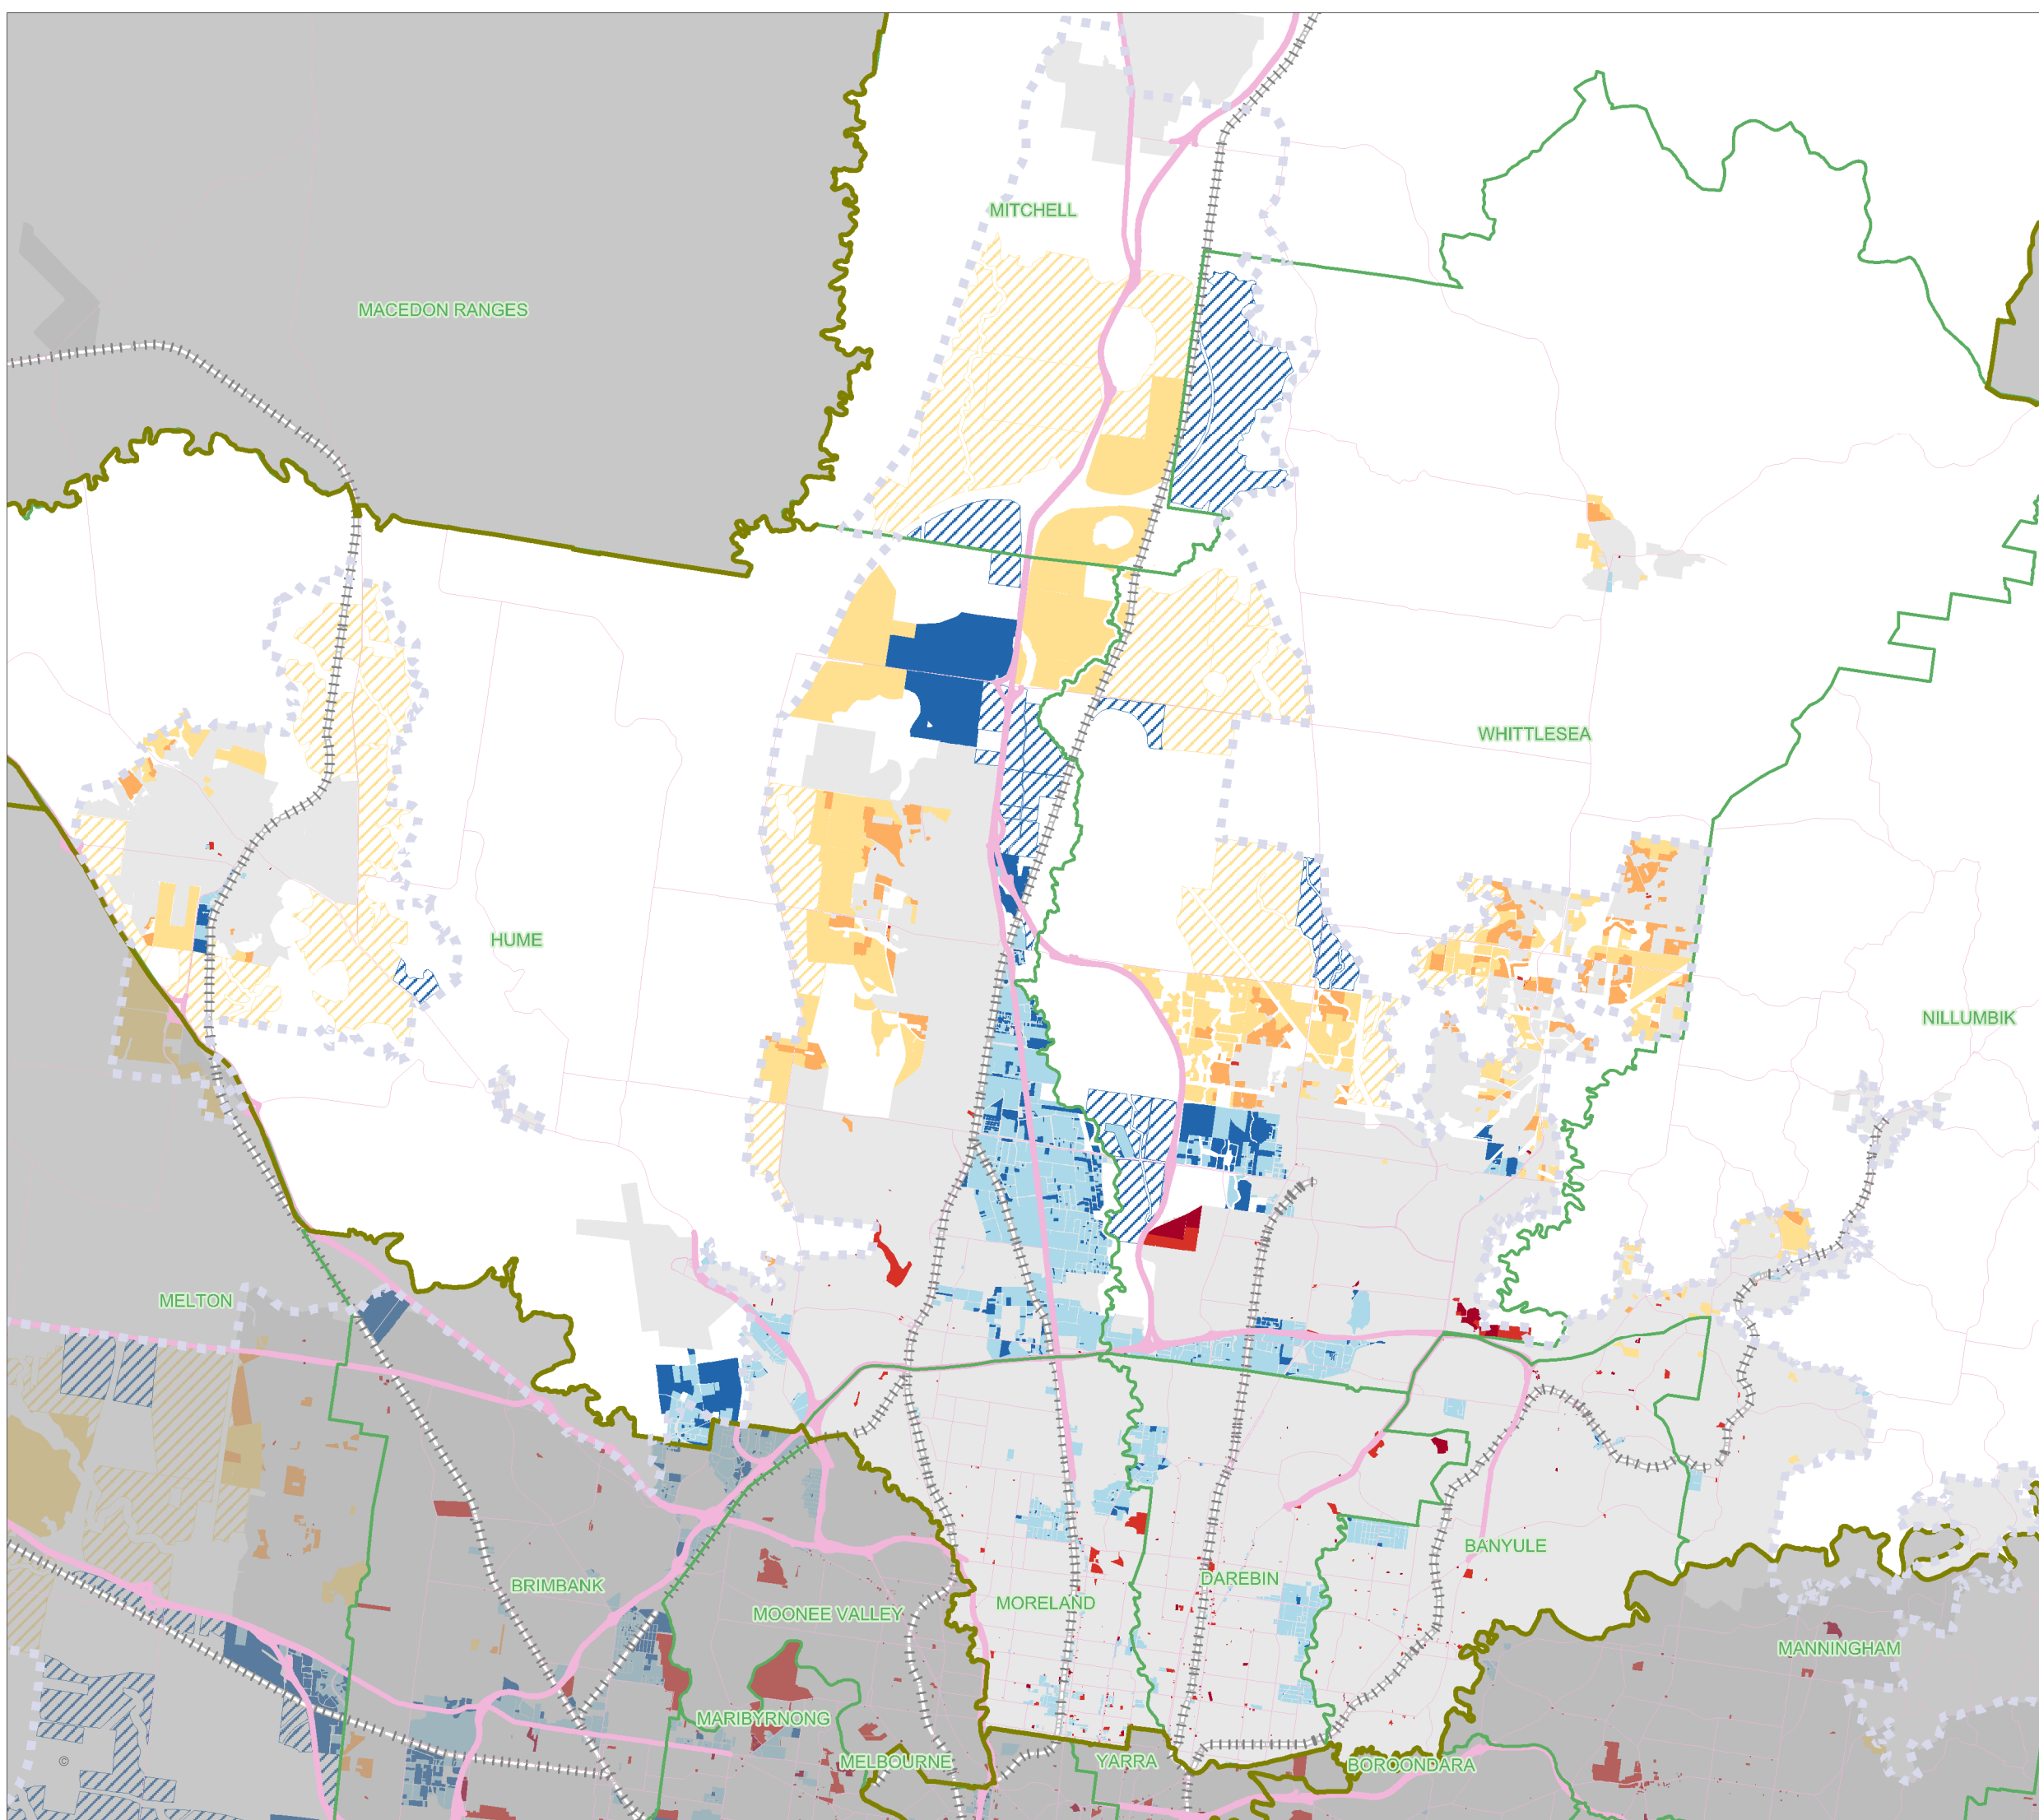 MITCHELL
MACEDON RANGES
WHITTLESEA
HUME
NILLUMBIK
MELTON
BANYULE
DAREBIN
BRIMBANK
MORELAND
MOONEE VALLEY
MANNINGHAM
MARIBYRNONG
MELBOURNE
YARRA
BOROONDARA
©